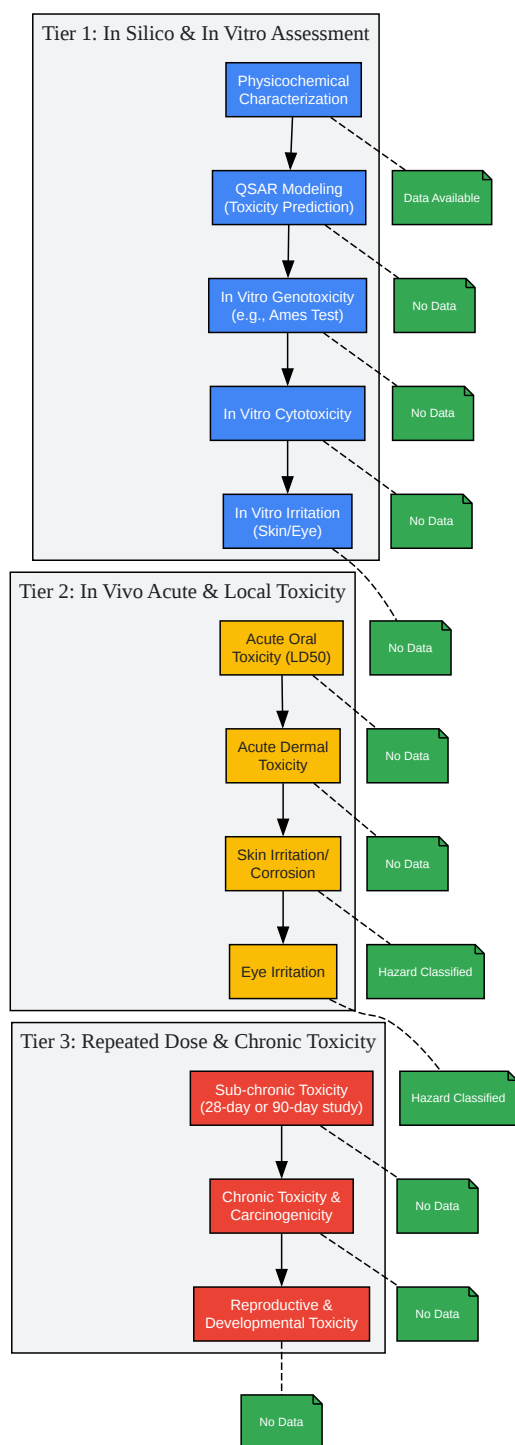 Tier 1: In Silico & In Vitro Assessment
Physicochemical
Characterization
QSAR Modeling
(Toxicity Prediction)
Data Available
In Vitro Genotoxicity
(e.g., Ames Test)
No Data
In Vitro Cytotoxicity
No Data
In Vitro Irritation
(Skin/Eye)
No Data
Tier 2: In Vivo Acute & Local Toxicity
Acute Oral
Toxicity (LD50)
No Data
Acute Dermal
Toxicity
No Data
Skin Irritation/
Corrosion
No Data
Eye Irritation
Hazard Classified
Tier 3: Repeated Dose & Chronic Toxicity
Sub-chronic Toxicity
(28-day or 90-day study)
Hazard Classified
Chronic Toxicity &
Carcinogenicity
No Data
Reproductive &
Developmental Toxicity
No Data
No Data